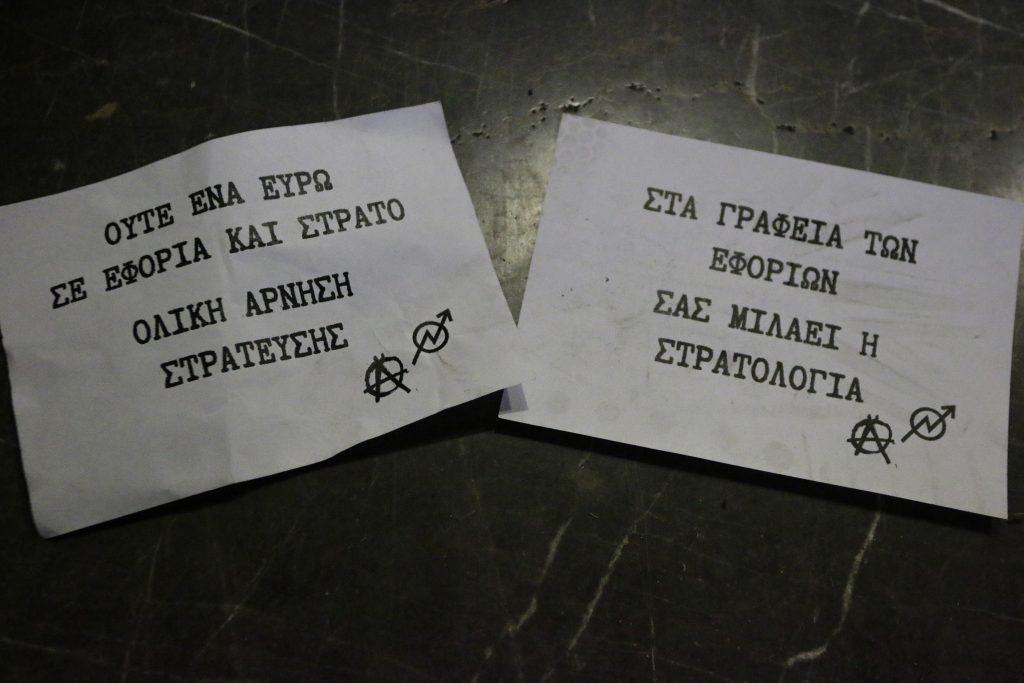 ΟΥΤΕ ΕΝΑ ΕΥΡΩ
ΣΕ ΕΦΟΡΙΑ ΚΑΙ ΣΤΡΑΤΟ
ΟΛΙΚΗ ΑΡΝΗΣΗ
ΣΤΡΑΤΕΥΣΗΣ
ΣΤΑ ΓΡΑΦΕΙΑ ΤΩΝ
ΕΦΟΡΙΩΝ
ΣΑΣ ΜΙΛΑΕΙ Η
ΣΤΡΑΤΟΛΟΓΙΑ